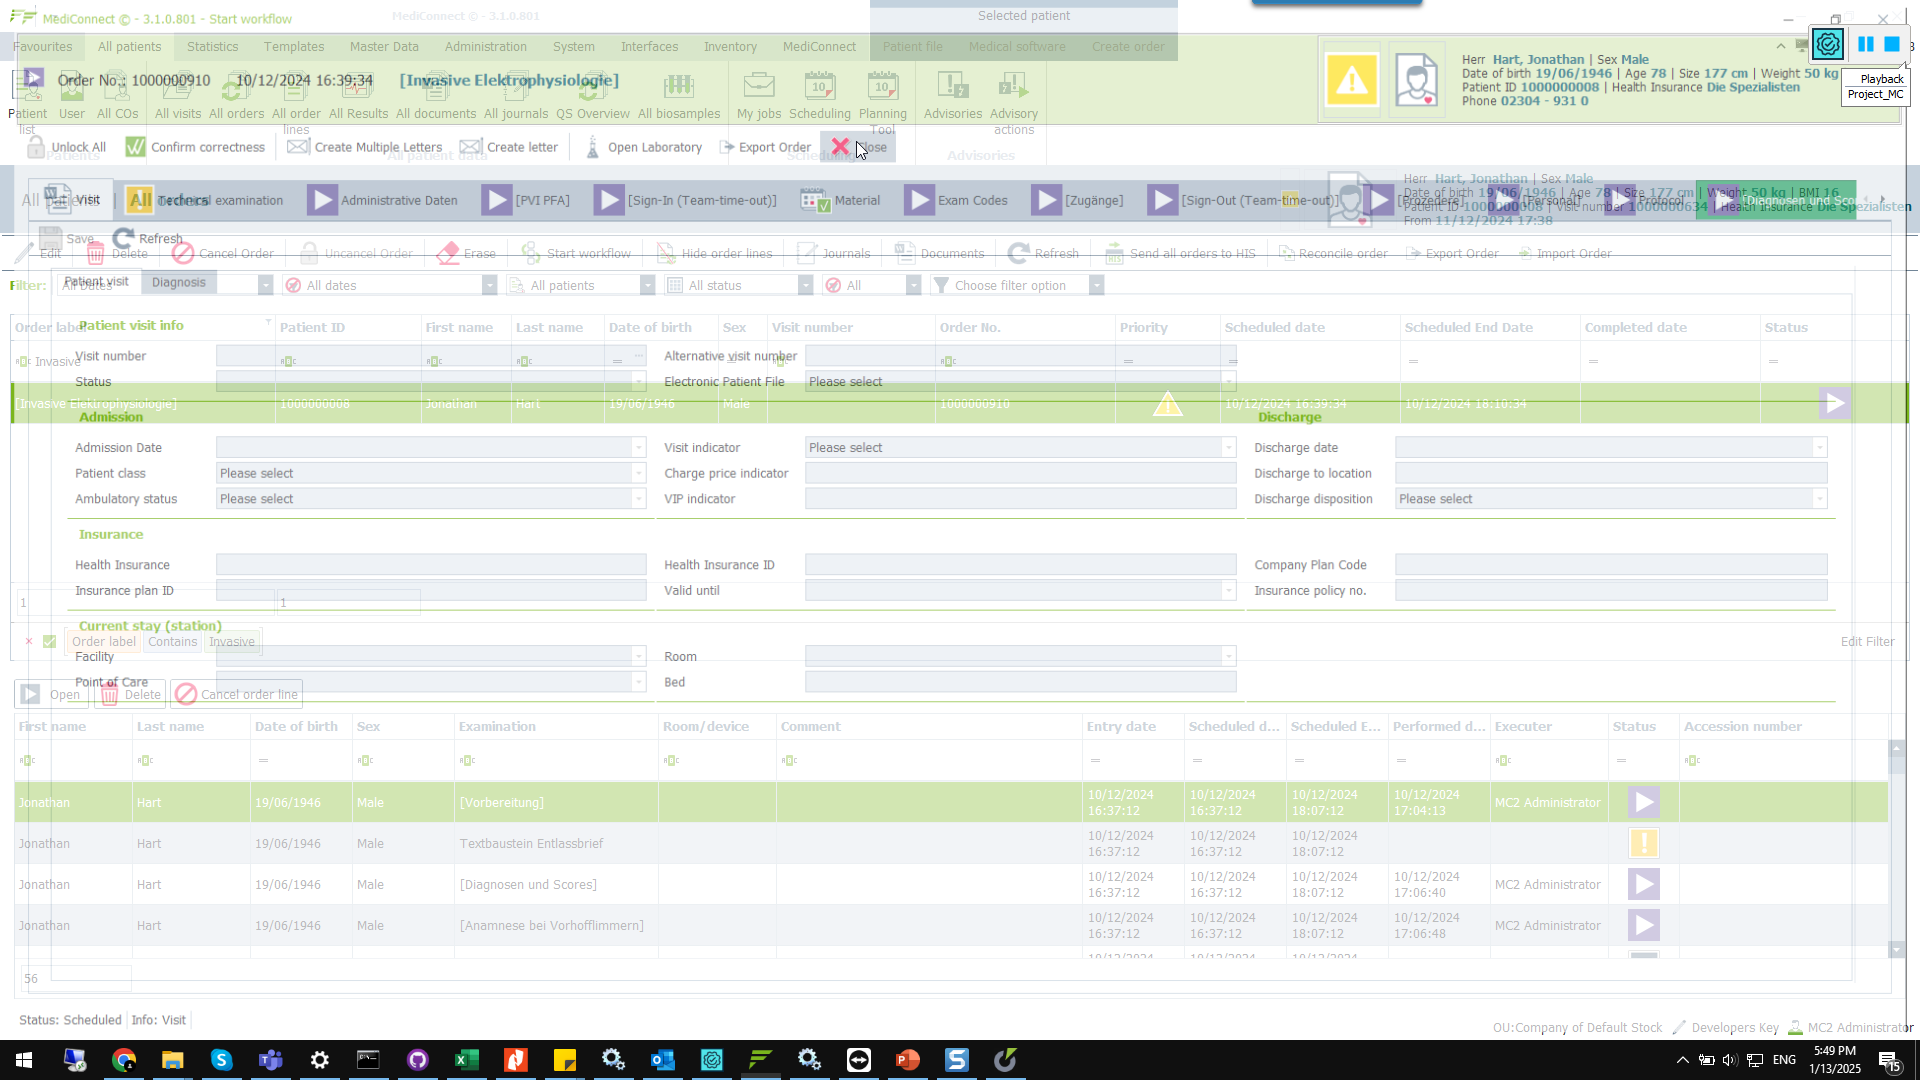 MediConnect © - 3.1.0.801 - Start workflow
MediConnect © - 3.1.0.801
Selected patient
Favourites All patients Statistics Templates Master Data Administration System Interfaces Inventory MediConnect Patient file Medical software Create order
Order No.: 1000000910 10/12/2024 16:39:34 [Invasive Elektrophysiologie]
Herr Hart, Jonathan | Sex Male
Date of birth 19/06/1946 | Age 78 | Size 177 cm | Weight 50 kg
Patient ID 1000000008 | Health Insurance Die Spezialisten
Phone 02304 - 931 0
Playback
Project_MC
Patient list User All COs All visits All orders All order lines All Results All documents All journals QS Overview All biosamples My jobs Scheduling Planning Tool Advisories Advisory actions
Unlock All Confirm correctness Create Multiple Letters Create letter Open Laboratory Export Order Close
Patients All patient data Scheduling Advisories
Visit Technical examination Administrative Daten [PVI PFA] [Sign-In (Team-time-out)] Material Exam Codes [Zugänge] [Sign-Out (Team-time-out)] [Prozedere] [Personal] Protocol [Diagnosen und Sco
All patients | All orders
Herr Hart, Jonathan | Sex Male
Date of birth 19/06/1946 | Age 78 | Size 177 cm | Weight 50 kg | BMI 16
Patient ID 1000000008 | Visit number 1000000634 | Health Insurance Die Spezialisten
From 11/12/2024 17:38
Save Refresh
Edit Delete Cancel Order Uncancel Order Erase Start workflow Hide order lines Journals Documents Refresh Send all orders to HIS Reconcile order Export Order Import Order
Patient visit Diagnosis
Filter: All Dates All dates All patients All status All Choose filter option
Patient visit info
Order label Patient ID First name Last name Date of birth Sex Visit number Order No. Priority Scheduled date Scheduled End Date Completed date Status
Visit number Alternative visit number
Invasive = = = = = =
Status Electronic Patient File Please select
[Invasive Elektrophysiologie] 1000000008 Jonathan Hart 19/06/1946 Male 1000000910 10/12/2024 16:39:34 10/12/2024 18:10:34
Admission Discharge
Admission Date Visit indicator Please select Discharge date
Patient class Please select Charge price indicator Discharge to location
Ambulatory status Please select VIP indicator Discharge disposition Please select
Insurance
Health Insurance Health Insurance ID Company Plan Code
Insurance plan ID Valid until Insurance policy no.
1 1
Current stay (station)
Order label Contains Invasive Edit Filter
Facility Room
Point of Care Bed
Open Delete Cancel order line
First name Last name Date of birth Sex Examination Room/device Comment Entry date Scheduled d... Scheduled E... Performed d... Executer Status Accession number
= = = = = =
Jonathan Hart 19/06/1946 Male [Vorbereitung] 10/12/2024 16:37:12 10/12/2024 16:37:12 10/12/2024 18:07:12 10/12/2024 17:04:13 MC2 Administrator
Jonathan Hart 19/06/1946 Male Textbaustein Entlassbrief 10/12/2024 16:37:12 10/12/2024 16:37:12 10/12/2024 18:07:12
Jonathan Hart 19/06/1946 Male [Diagnosen und Scores] 10/12/2024 16:37:12 10/12/2024 16:37:12 10/12/2024 18:07:12 10/12/2024 17:06:40 MC2 Administrator
Jonathan Hart 19/06/1946 Male [Anamnese bei Vorhofflimmern] 10/12/2024 16:37:12 10/12/2024 16:37:12 10/12/2024 18:07:12 10/12/2024 17:06:48 MC2 Administrator
56
Status: Scheduled Info: Visit
OU:Company of Default Stock Developers Key MC2 Administrator
ENG 5:49 PM 1/13/2025 15